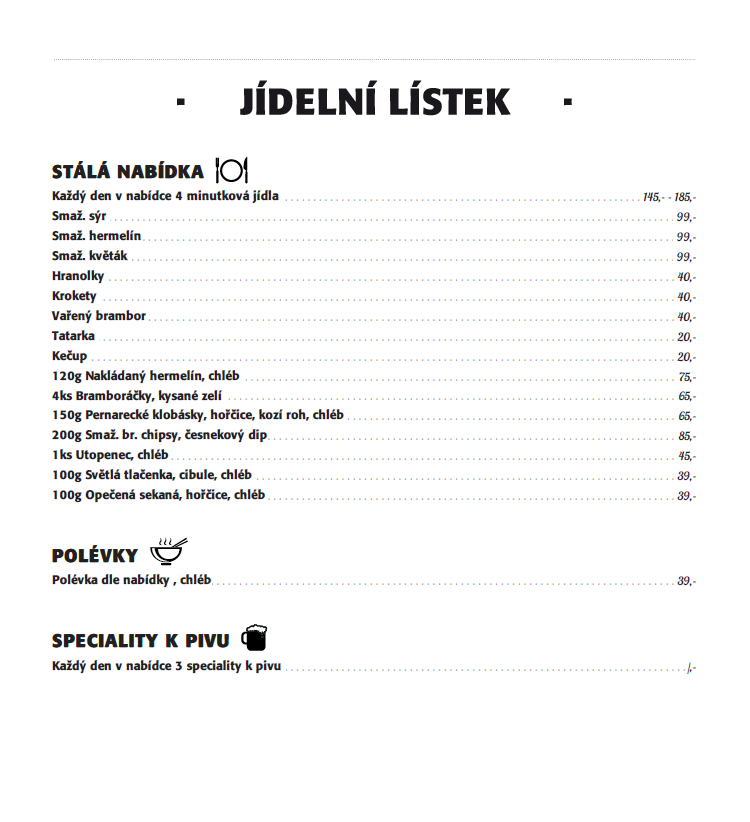 JÍDELNÍ LÍSTEK
STÁLÁ NABÍDKA
Každý den v nabídce 4 minutková jídla 145,- - 185,-
Smaž. sýr 99,-
Smaž. hermelín 99,-
Smaž. květák 99,-
Hranolky 40,-
Krokety 40,-
Vařený brambor 40,-
Tatarka 20,-
Kečup 20,-
120g Nakládaný hermelín, chléb 75,-
4ks Bramboráčky, kysané zelí 65,-
150g Pernarecké klobásky, hořčice, kozí roh, chléb 65,-
200g Smaž. br. chipsy, česnekový dip 85,-
1ks Utopenec, chléb 45,-
100g Světlá tlačenka, cibule, chléb 39,-
100g Opečená sekaná, hořčice, chléb 39,-
POLÉVKY
Polévka dle nabídky , chléb 39,-
SPECIALITY K PIVU
Každý den v nabídce 3 speciality k pivu /,-